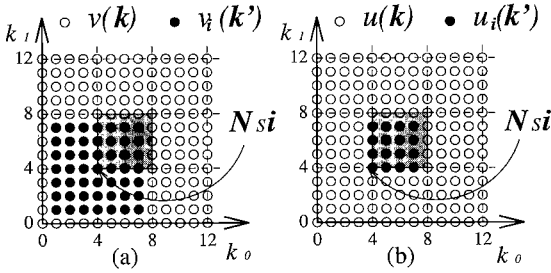 k₁ ○ v(k) ● vᵢ(k') ○ u(k) ● uᵢ(k')
k₁
12 12
8 8
Nsi Nsi
4 4
0 0
0 4 8 12 k₀ 0 4 8 12 k₀
(a) (b)